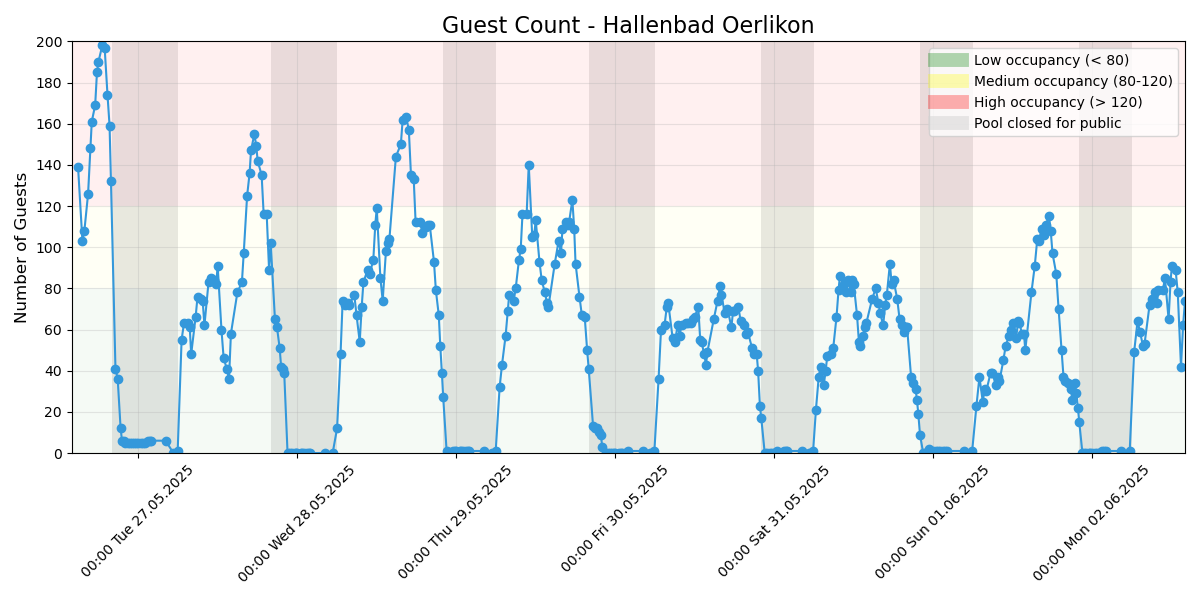 Guest Count - Hallenbad Oerlikon
Number of Guests
200
180
160
140
120
100
80
60
40
20
0
Low occupancy (< 80)
Medium occupancy (80-120)
High occupancy (> 120)
Pool closed for public
00:00 Tue 27.05.2025
00:00 Wed 28.05.2025
00:00 Thu 29.05.2025
00:00 Fri 30.05.2025
00:00 Sat 31.05.2025
00:00 Sun 01.06.2025
00:00 Mon 02.06.2025